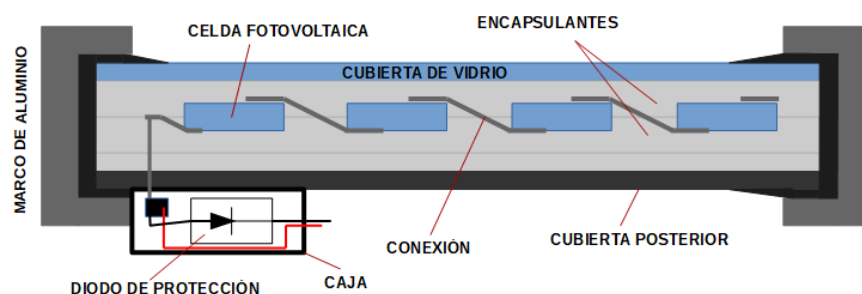 CELDA FOTOVOLTAICA
ENCAPSULANTES
CUBIERTA DE VIDRIO
MARCO DE ALUMINIO
CONEXIÓN
CUBIERTA POSTERIOR
CAJA
DIODO DE PROTECCIÓN